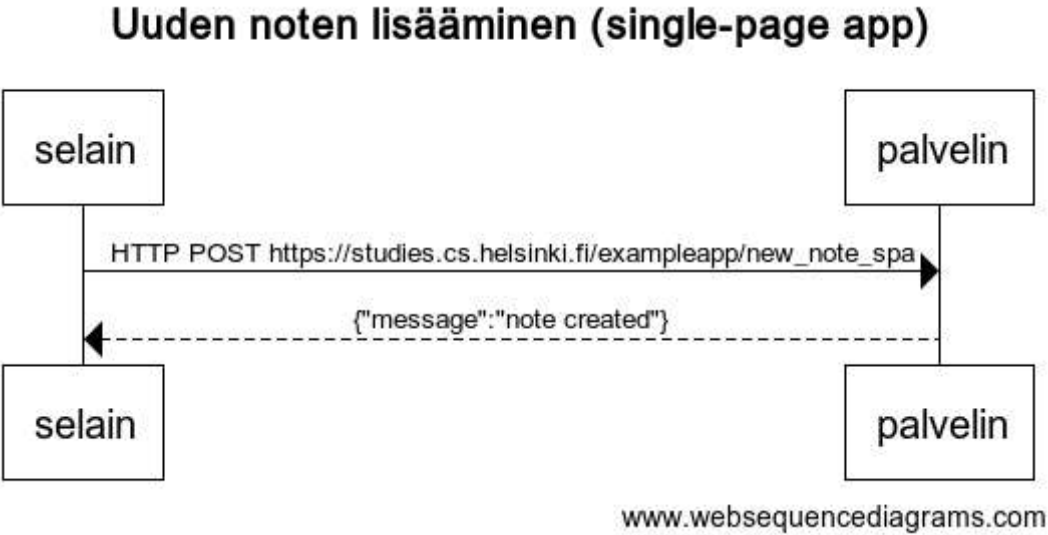 Uuden noten lisääminen (single-page app)
selain
palvelin
HTTP POST https://studies.cs.helsinki.fi/exampleapp/new_note_spa
{"message":"note created"}
selain
palvelin
www.websequencediagrams.com